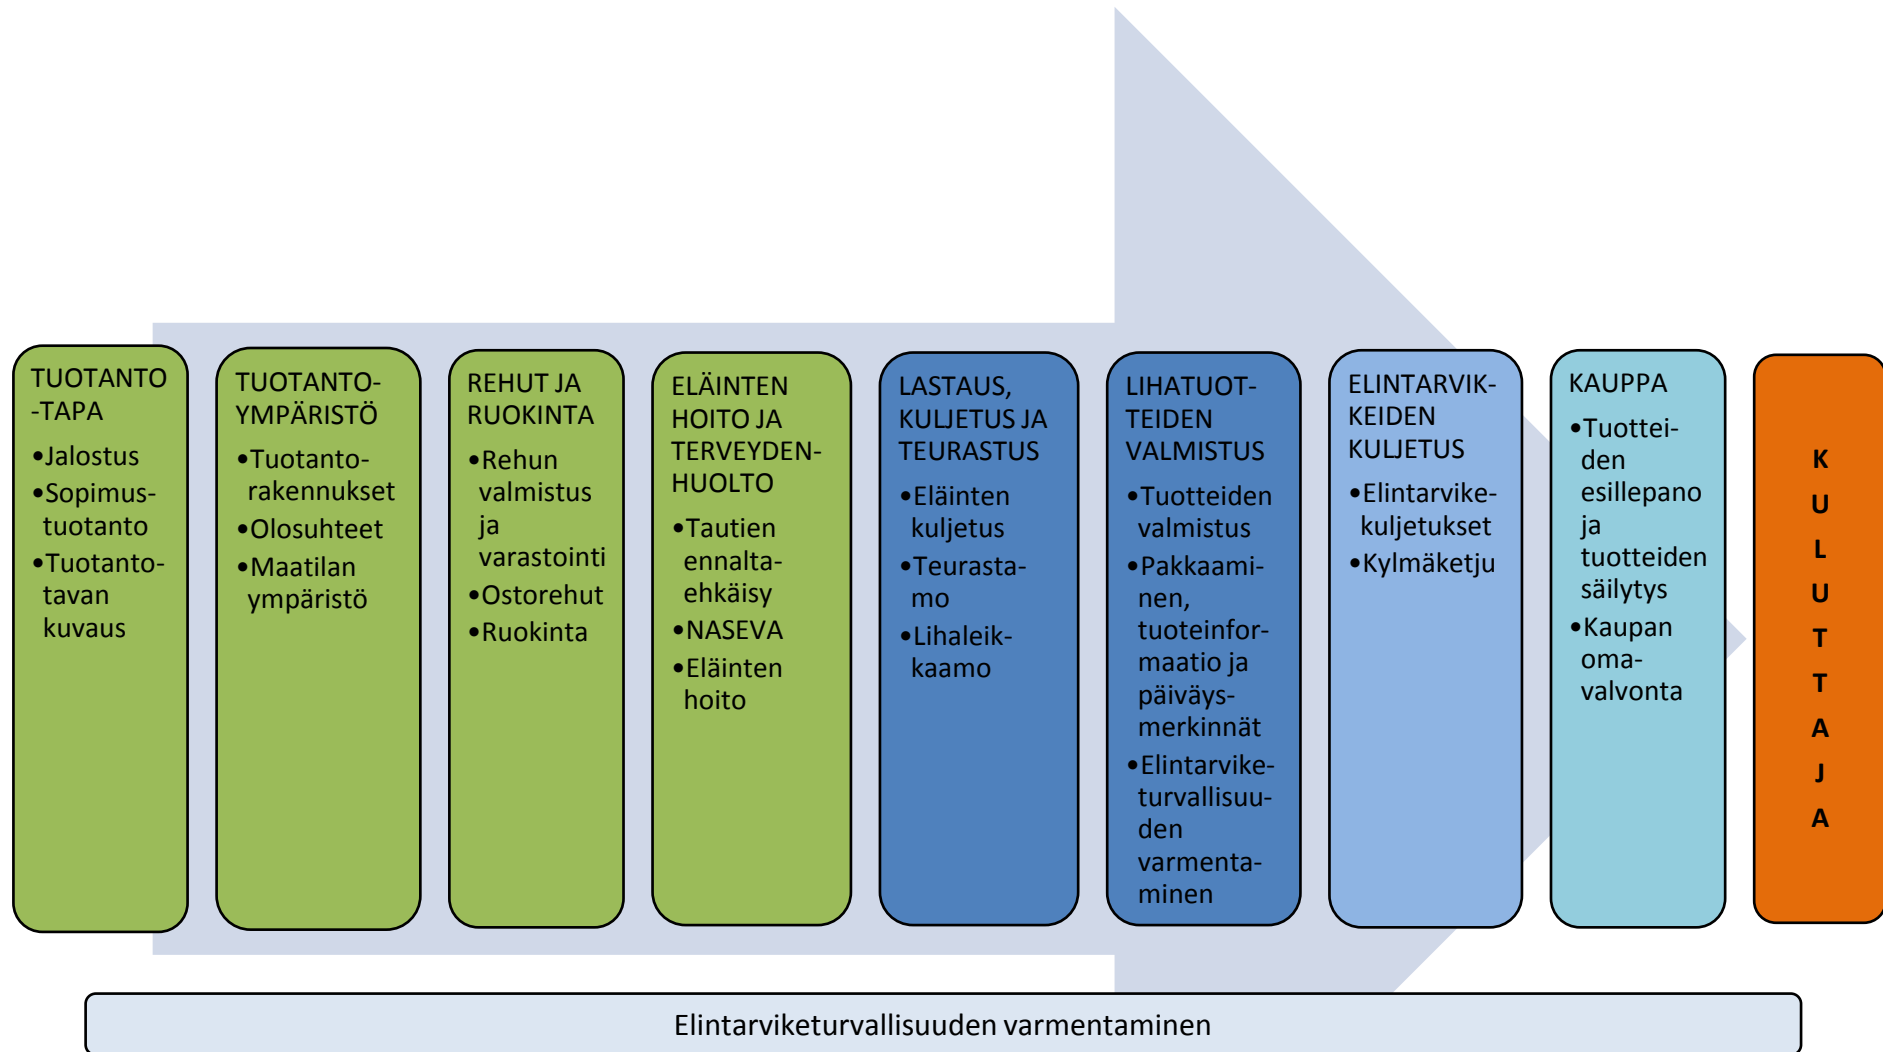 TUOTANTO
-TAPA
•Jalostus
•Sopimus-
tuotanto
•Tuotanto-
tavan
kuvaus
TUOTANTO-
YMPÄRISTÖ
•Tuotanto-
rakennukset
•Olosuhteet
•Maatilan
ympäristö
REHUT JA
RUOKINTA
•Rehun
valmistus
ja
varastointi
•Ostorehut
•Ruokinta
ELÄINTEN
HOITO JA
TERVEYDEN-
HUOLTO
•Tautien
ennalta-
ehkäisy
•NASEVA
•Eläinten
hoito
LASTAUS,
KULJETUS JA
TEURASTUS
•Eläinten
kuljetus
•Teurasta-
mo
•Lihaleik-
kaamo
LIHATUOT-
TEIDEN
VALMISTUS
•Tuotteiden
valmistus
•Pakkaami-
nen,
tuoteinfor-
maatio ja
päiväys-
merkinnät
•Elintarvike-
turvallisuu-
den
varmenta-
minen
ELINTARVIK-
KEIDEN
KULJETUS
•Elintarvike-
kuljetukset
•Kylmäketju
KAUPPA
•Tuottei-
den
esillepano
ja
tuotteiden
säilytys
•Kaupan
oma-
valvonta
K
U
L
U
T
T
A
J
A
Elintarviketurvallisuuden varmentaminen